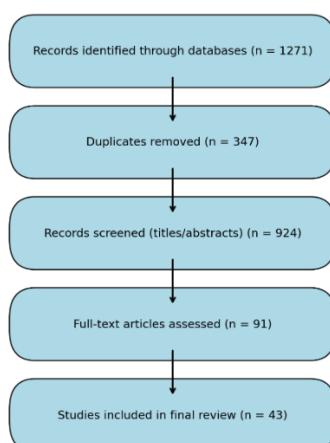 Records identified through databases (n = 1271)
Duplicates removed (n = 347)
Records screened (titles/abstracts) (n = 924)
Full-text articles assessed (n = 91)
Studies included in final review (n = 43)